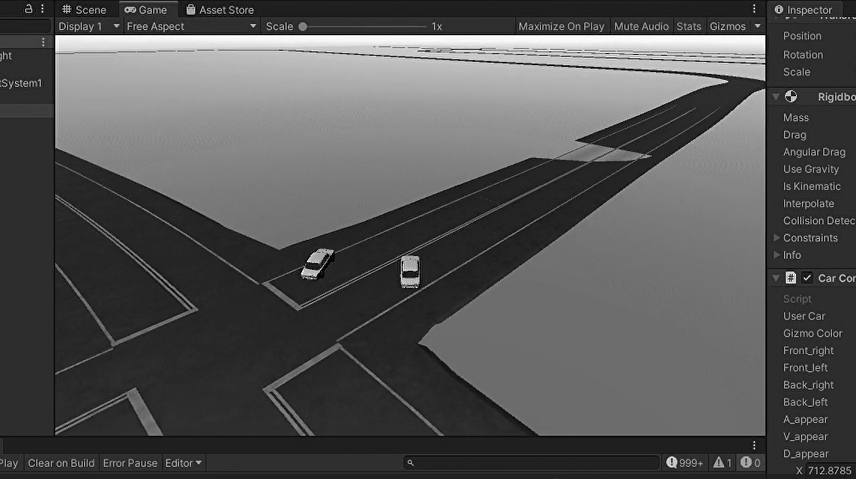 Scene Game Asset Store
Display 1 Free Aspect Scale 1x Maximize On Play Mute Audio Stats Gizmos
ght
tSystem1
Inspector
Position
Rotation
Scale
Rigidbo
Mass
Drag
Angular Drag
Use Gravity
Is Kinematic
Interpolate
Collision Detec
Constraints
Info
Car Con
Script
User Car
Gizmo Color
Front_right
Front_left
Back_right
Back_left
A_appear
V_appear
D_appear
X 712.8785
Play Clear on Build Error Pause Editor 999+ 1 0